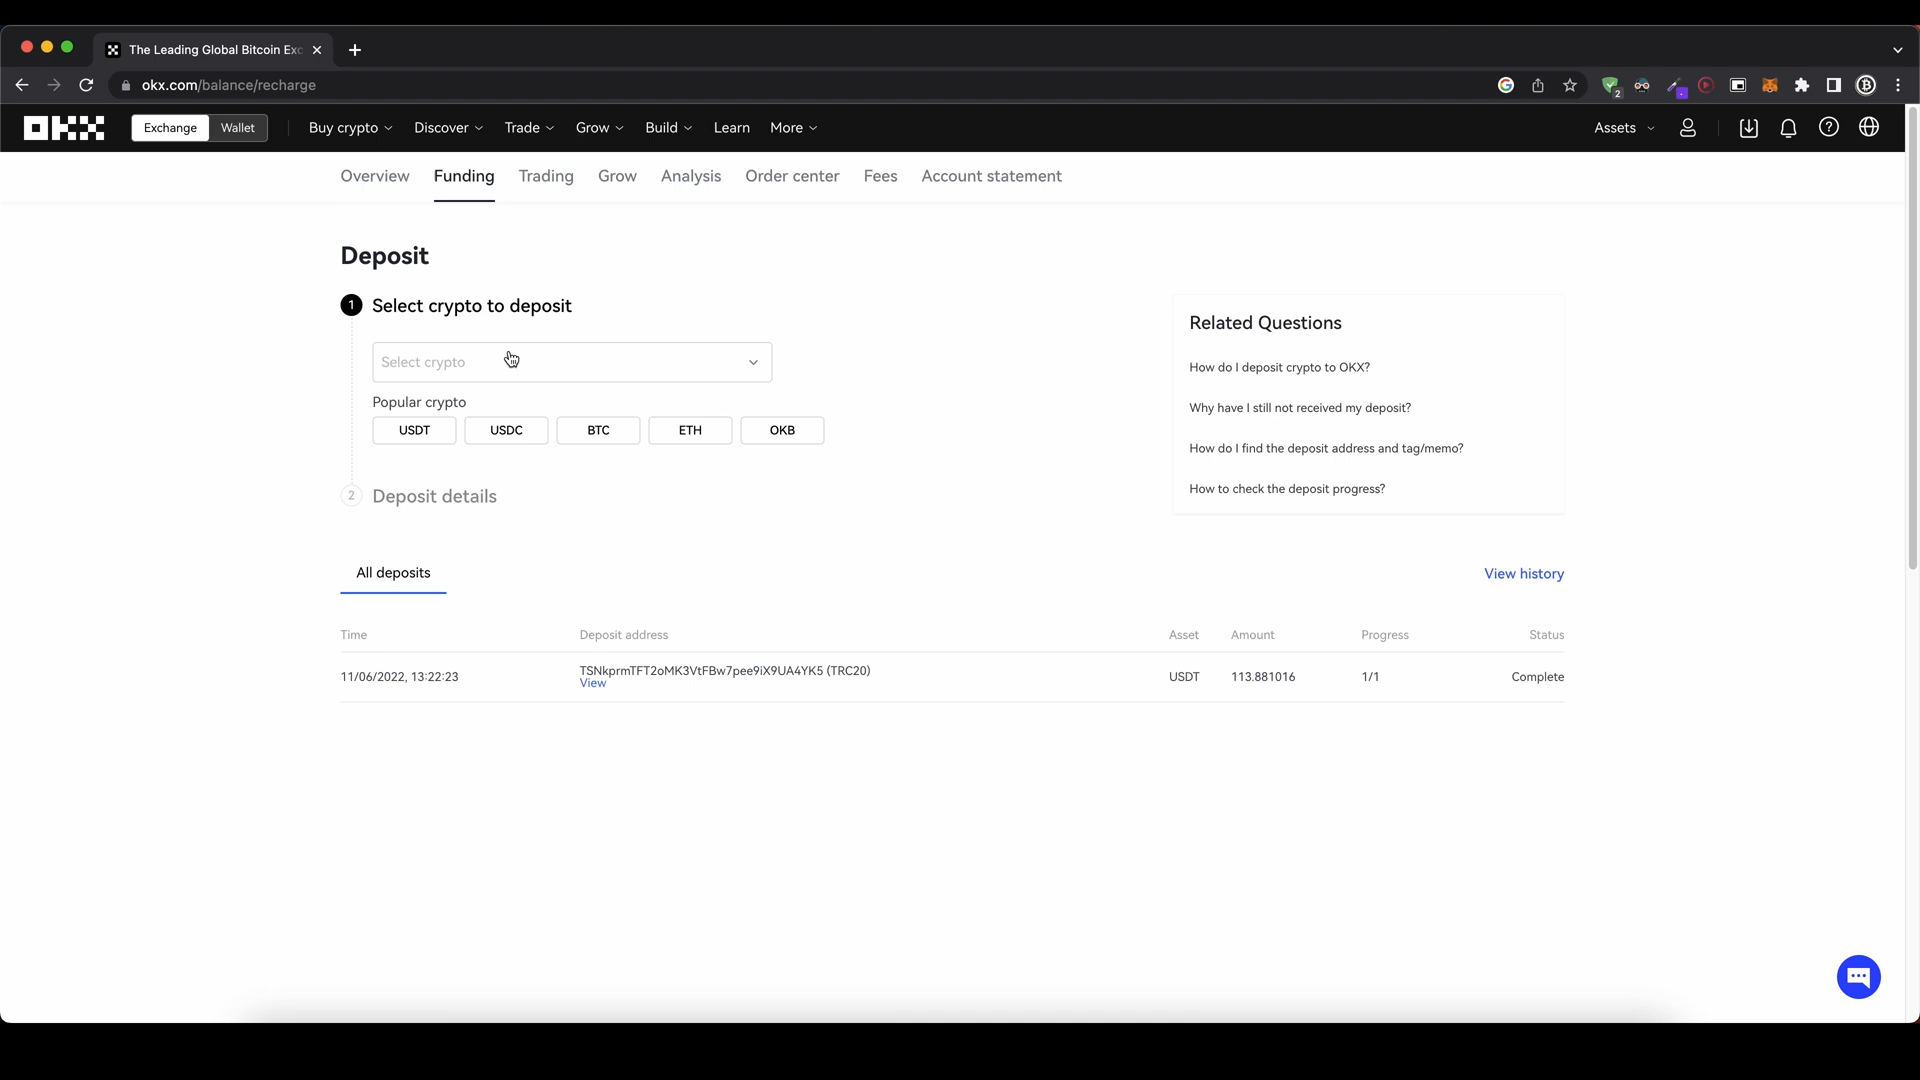 The Leading Global Bitcoin Exc
okx.com/balance/recharge
2
OKX
Exchange
Wallet
Buy crypto
Discover
Trade
Grow
Build
Learn
More
Assets
Overview
Funding
Trading
Grow
Analysis
Order center
Fees
Account statement
Deposit
1 Select crypto to deposit
Select crypto
Popular crypto
USDT
USDC
BTC
ETH
OKB
2 Deposit details
Related Questions
How do I deposit crypto to OKX?
Why have I still not received my deposit?
How do I find the deposit address and tag/memo?
How to check the deposit progress?
All deposits
View history
Time Deposit address Asset Amount Progress Status
11/06/2022, 13:22:23 TSNkprmTFT2oMK3VtFBw7pee9iX9UA4YK5 (TRC20) USDT 113.881016 1/1 Complete
View